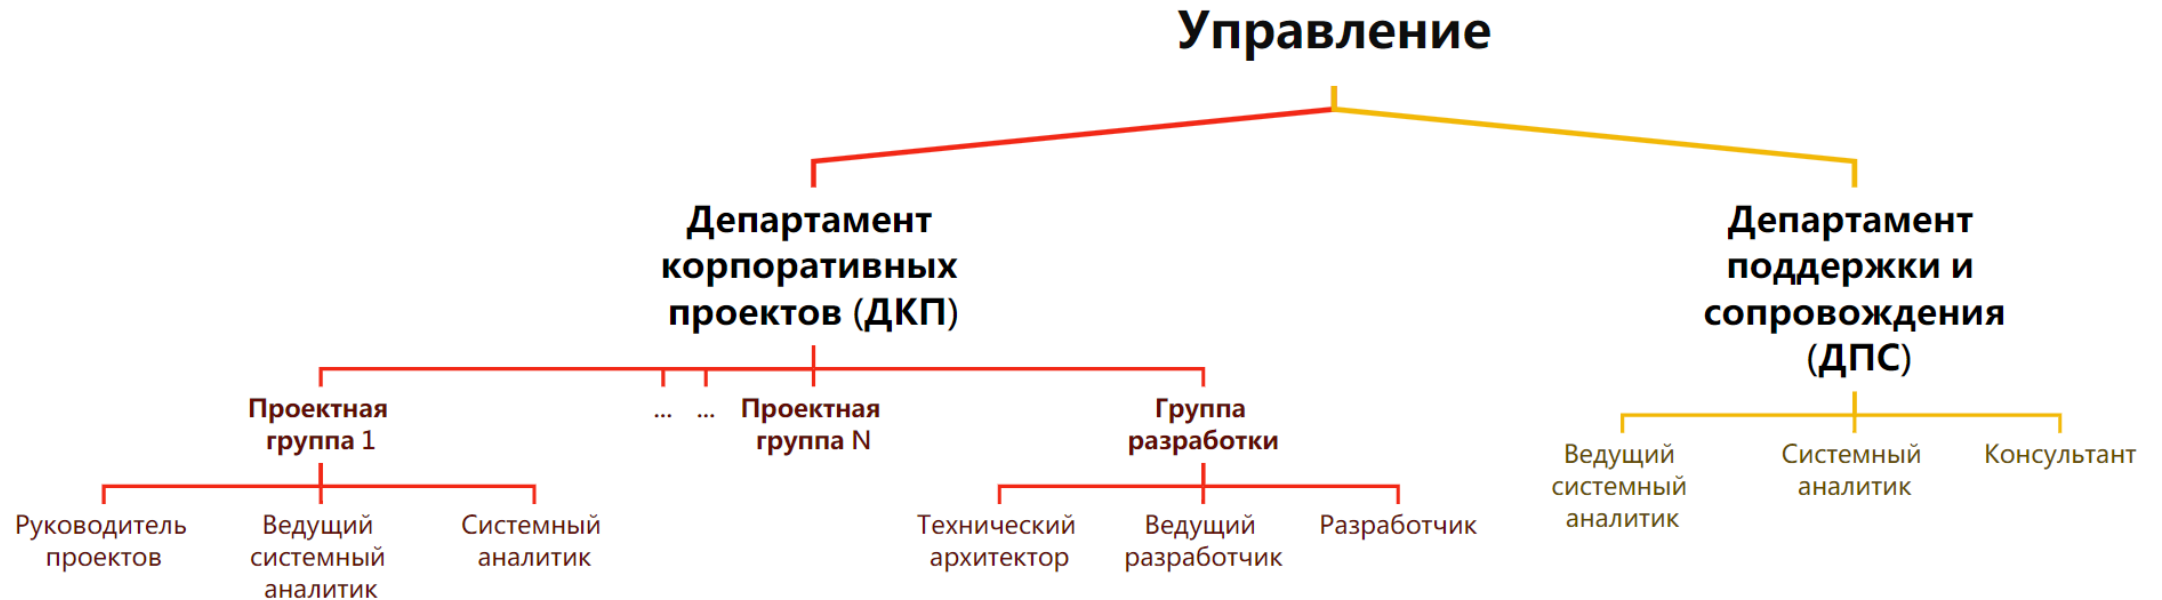 Управление
Департамент
корпоративных
проектов (ДКП)
Департамент
поддержки и
сопровождения
(ДПС)
Проектная
группа 1
...
...
Проектная
группа N
Группа
разработки
Руководитель
проектов
Ведущий
системный
аналитик
Системный
аналитик
Технический
архитектор
Ведущий
разработчик
Разработчик
Ведущий
системный
аналитик
Системный
аналитик
Консультант